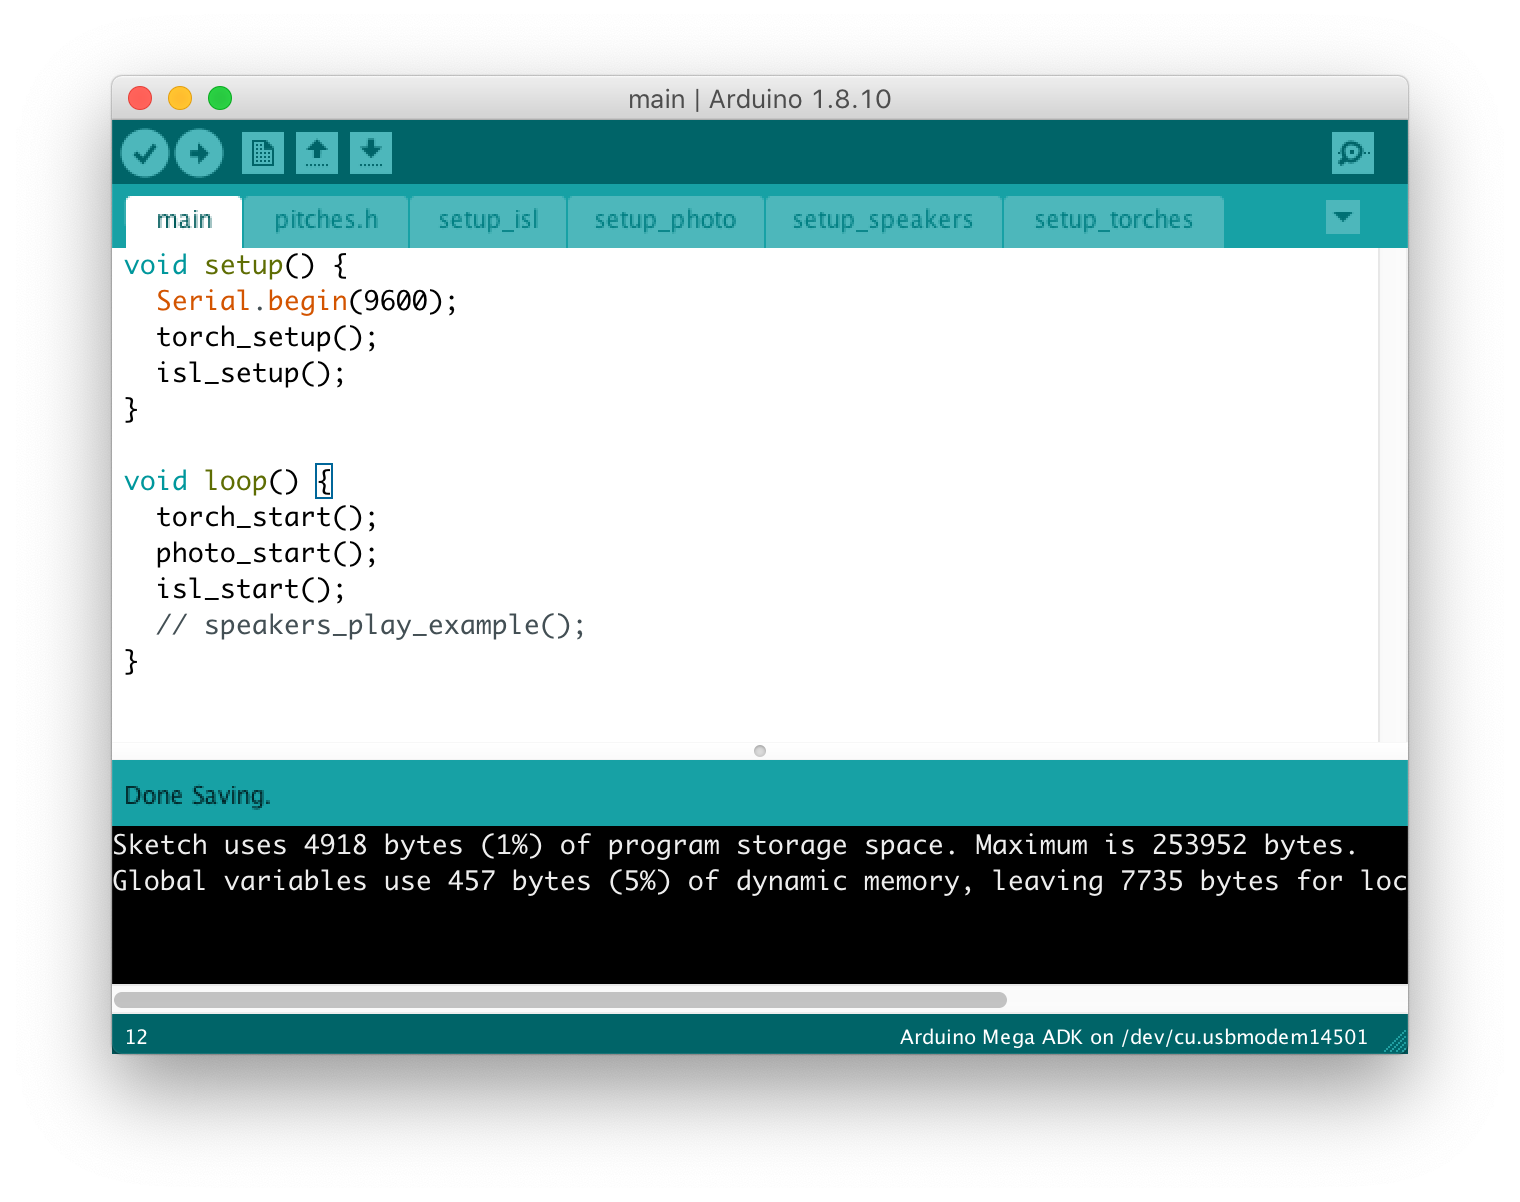 main | Arduino 1.8.10
main pitches.h setup_isl setup_photo setup_speakers setup_torches
void setup() {
  Serial.begin(9600);
  torch_setup();
  isl_setup();
}
void loop() {
  torch_start();
  photo_start();
  isl_start();
  // speakers_play_example();
}
Done Saving.
Sketch uses 4918 bytes (1%) of program storage space. Maximum is 253952 bytes.
Global variables use 457 bytes (5%) of dynamic memory, leaving 7735 bytes for loc
12 Arduino Mega ADK on /dev/cu.usbmodem14501